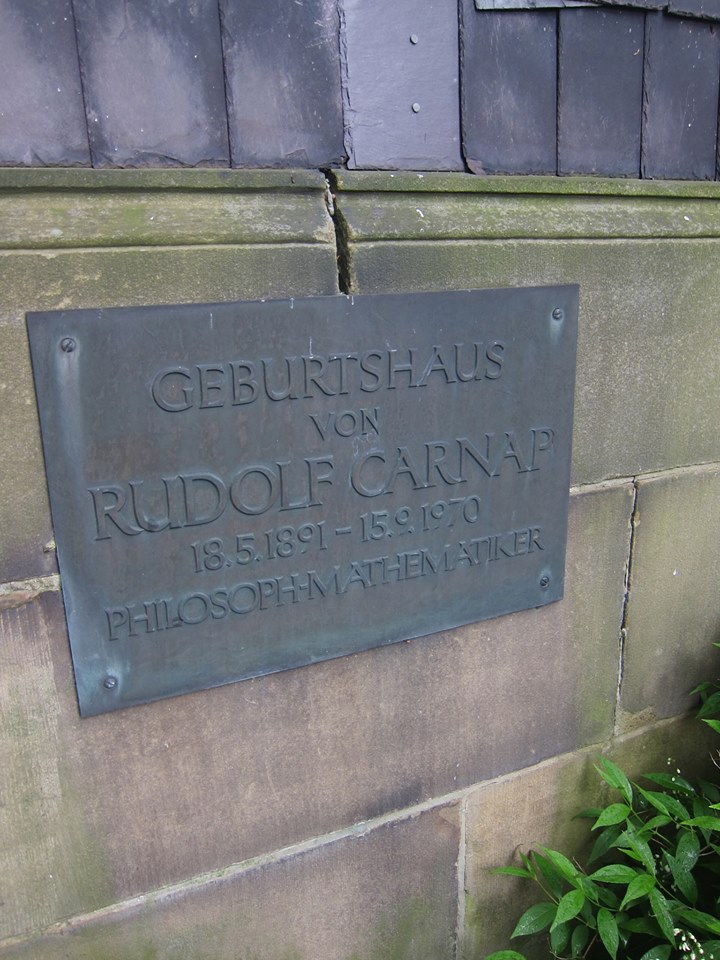 GEBURTSHAUS
VON
RUDOLF CARNAP
18.5.1891 – 15.9.1970
PHILOSOPH-MATHEMATIKER